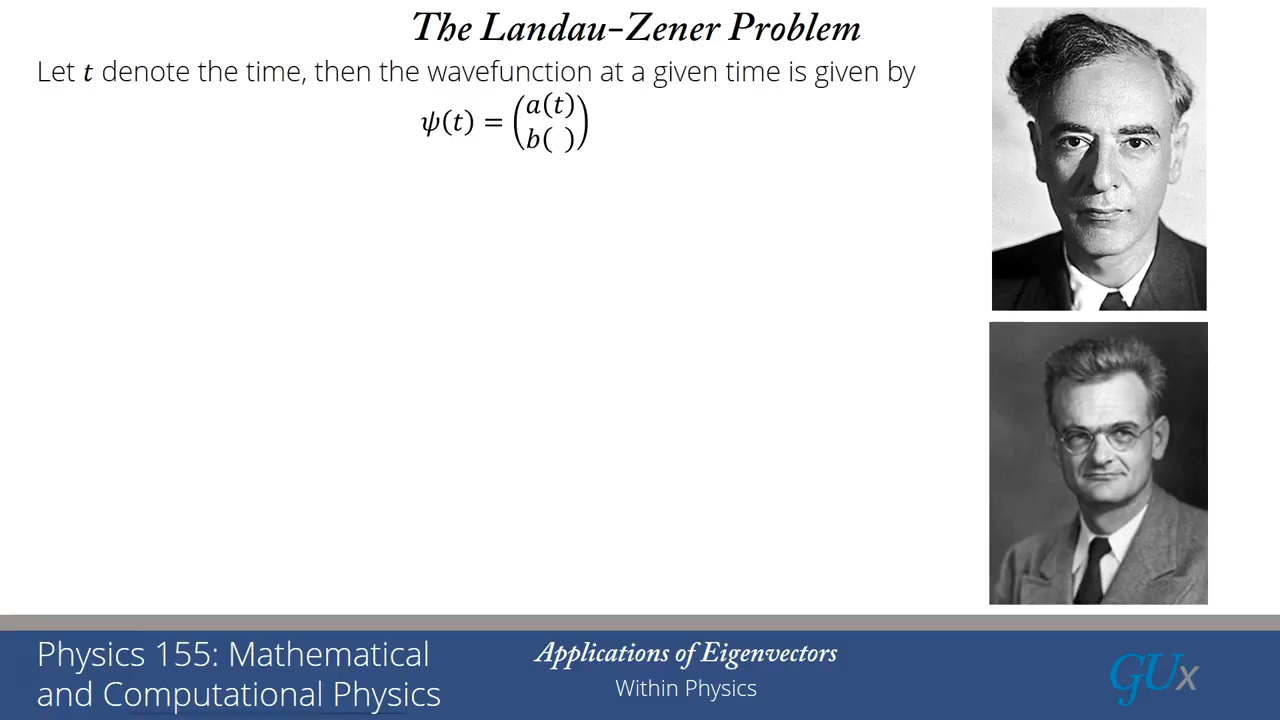 The Landau-Zener Problem
Let t denote the time, then the wavefunction at a given time is given by
ψ(t) = (a(t)
b( ))
Physics 155: Mathematical
and Computational Physics
Applications of Eigenvectors
Within Physics
GUx